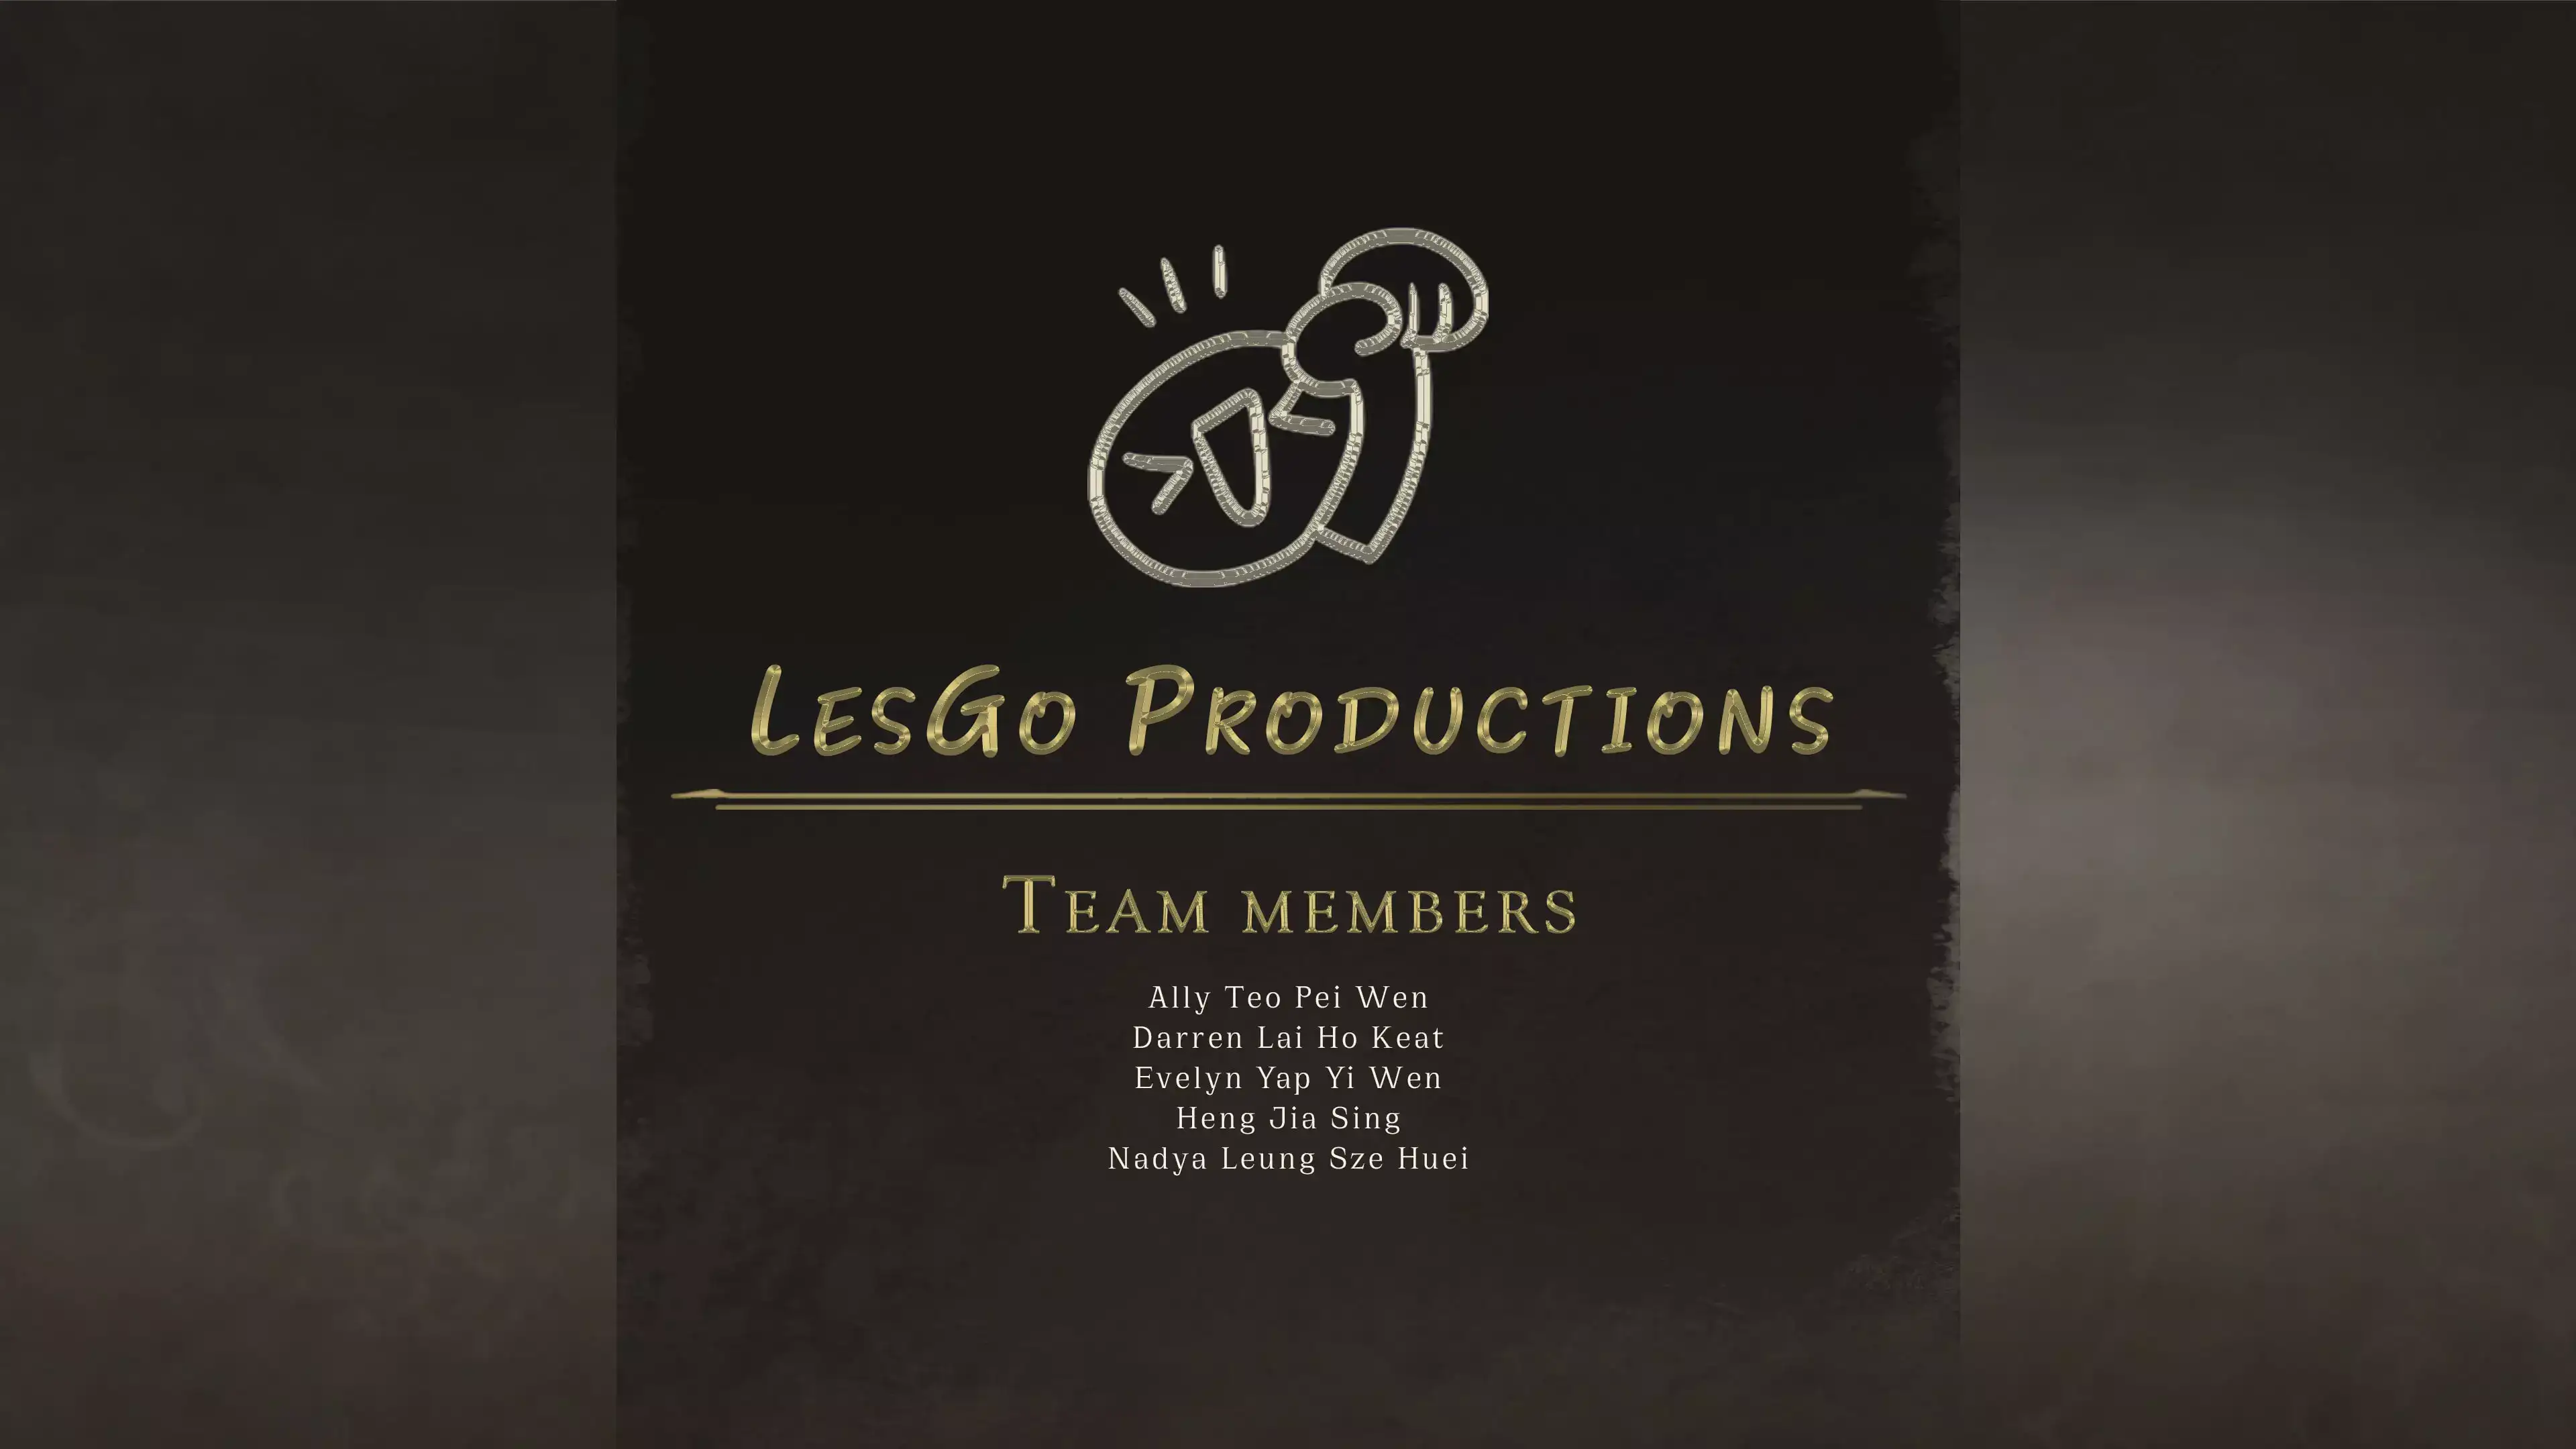 LesGo Productions
Team members
Ally Teo Pei Wen
Darren Lai Ho Keat
Evelyn Yap Yi Wen
Heng Jia Sing
Nadya Leung Sze Huei